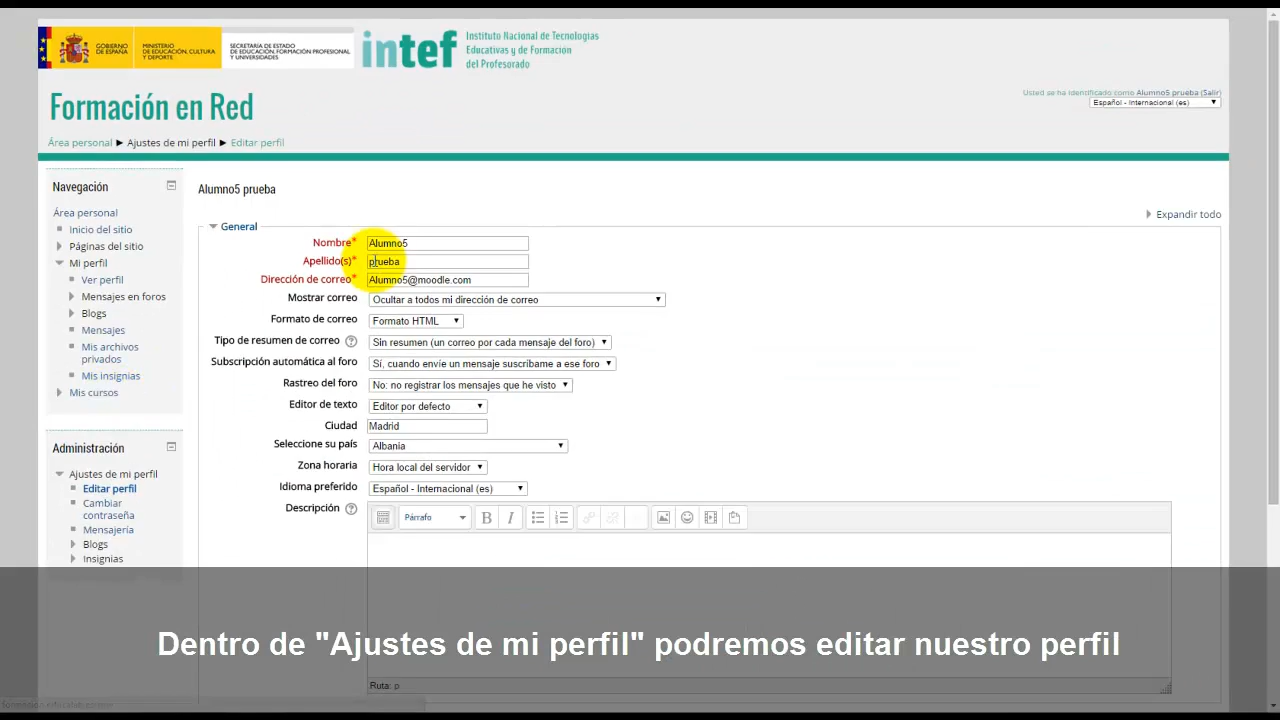 GOBIERNO
DE ESPAÑA
MINISTERIO
DE EDUCACIÓN, CULTURA
Y DEPORTE
SECRETARÍA DE ESTADO
DE EDUCACIÓN, FORMACIÓN PROFESIONAL
Y UNIVERSIDADES
intef
Instituto Nacional de Tecnologías
Educativas y de Formación
del Profesorado
Formación en Red
Usted se ha identificado como Alumno5 prueba (Salir)
Español - Internacional (es)
Área personal ► Ajustes de mi perfil ► Editar perfil
Navegación
Área personal
Inicio del sitio
Páginas del sitio
Mi perfil
Ver perfil
Mensajes en foros
Blogs
Mensajes
Mis archivos
privados
Mis insignias
Mis cursos
Administración
Ajustes de mi perfil
Editar perfil
Cambiar
contraseña
Mensajería
Blogs
Insignias
Alumno5 prueba
Expandir todo
General
Nombre* Alumno5
Apellido(s)* prueba
Dirección de correo* Alumno5@moodle.com
Mostrar correo Ocultar a todos mi dirección de correo
Formato de correo Formato HTML
Tipo de resumen de correo Sin resumen (un correo por cada mensaje del foro)
Subscripción automática al foro Sí, cuando envíe un mensaje suscríbame a ese foro
Rastreo del foro No: no registrar los mensajes que he visto
Editor de texto Editor por defecto
Ciudad Madrid
Seleccione su país Albania
Zona horaria Hora local del servidor
Idioma preferido Español - Internacional (es)
Descripción
Párrafo B I
Dentro de "Ajustes de mi perfil" podremos editar nuestro perfil
Ruta: p